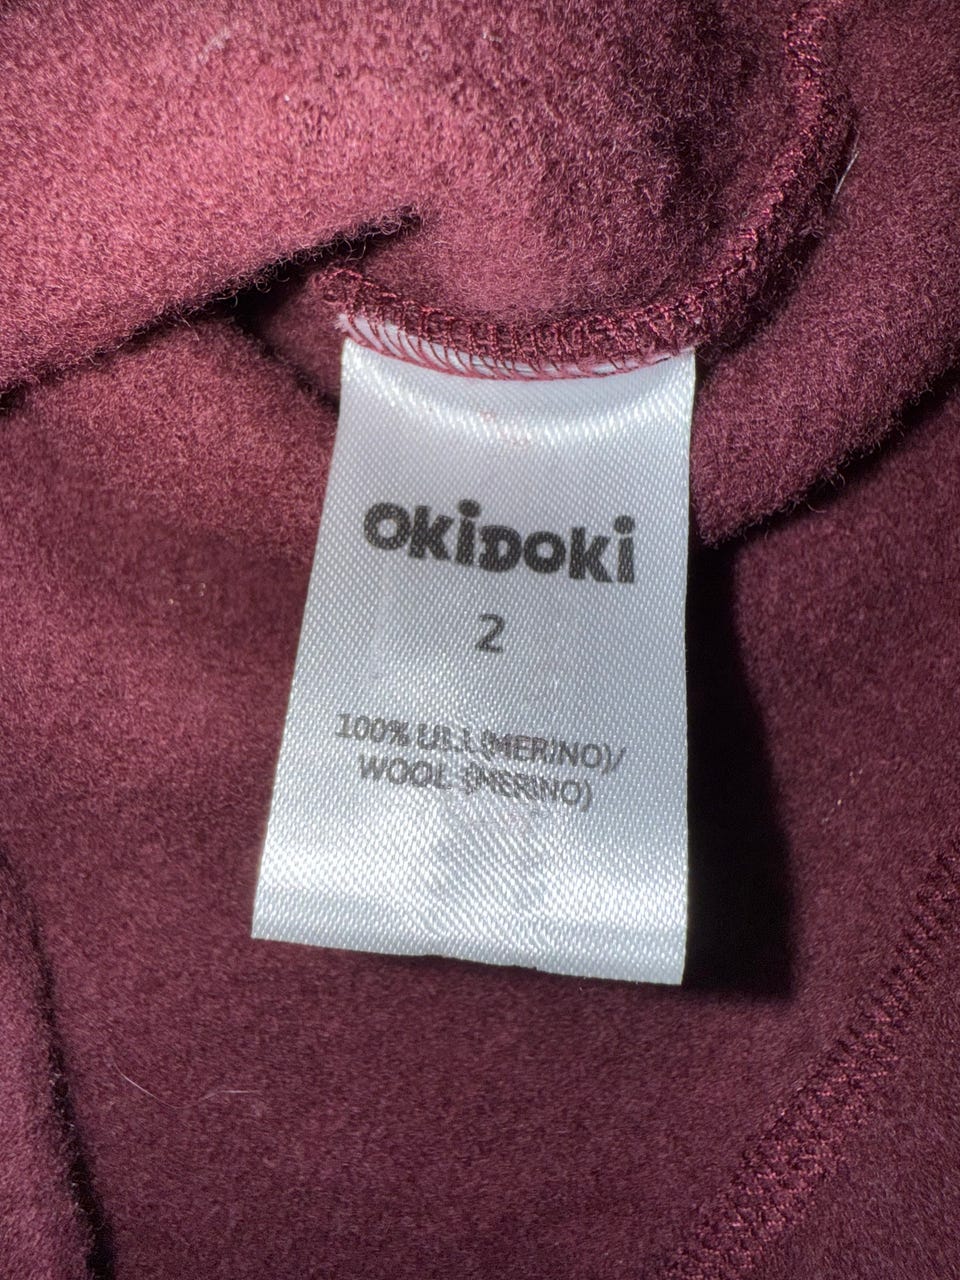 OKiDOKi
2
100% ULL(MERINO)/
WOOL (MERINO)